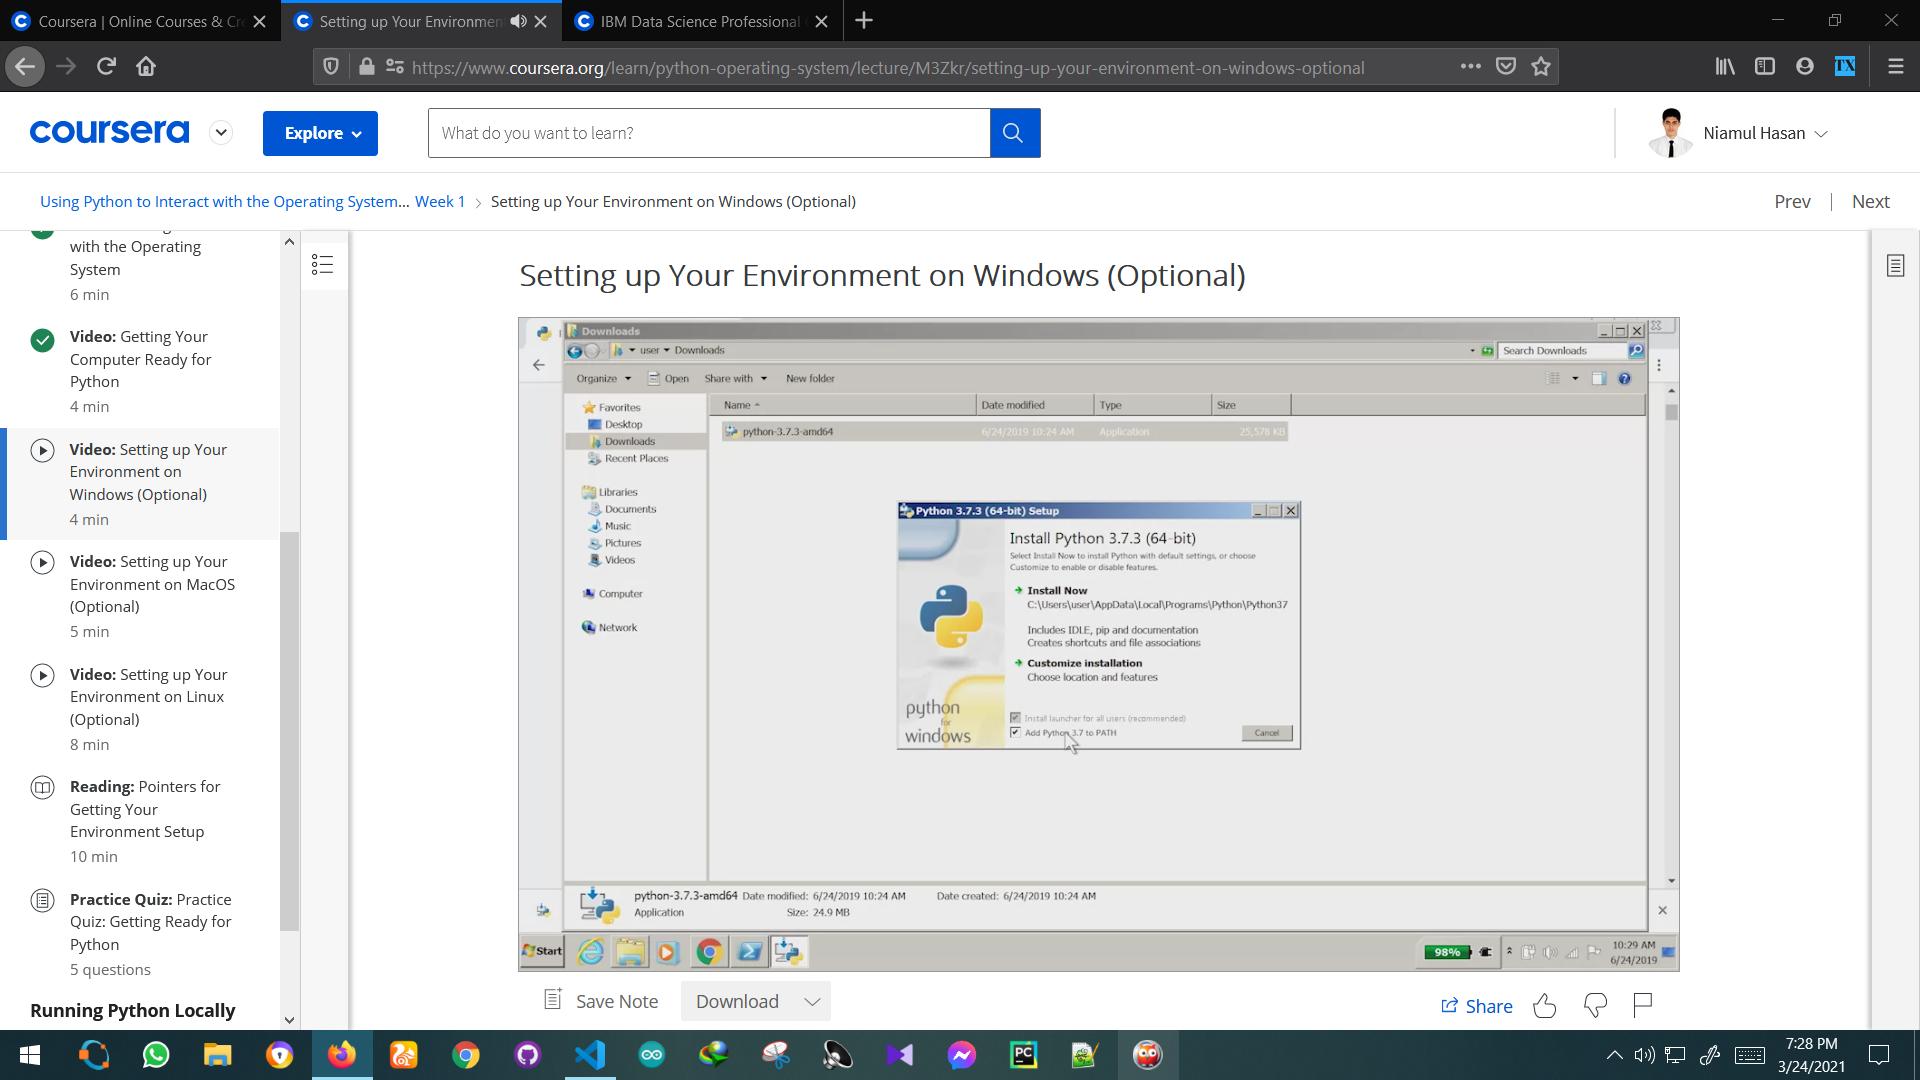 Coursera | Online Courses & Cre
Setting up Your Environmen
IBM Data Science Professional
https://www.coursera.org/learn/python-operating-system/lecture/M3Zkr/setting-up-your-environment-on-windows-optional
TX
coursera
Explore
What do you want to learn?
Niamul Hasan
Using Python to Interact with the Operating System... Week 1 > Setting up Your Environment on Windows (Optional)
Prev | Next
with the Operating
System
6 min
Video: Getting Your
Computer Ready for
Python
4 min
Video: Setting up Your
Environment on
Windows (Optional)
4 min
Video: Setting up Your
Environment on MacOS
(Optional)
5 min
Video: Setting up Your
Environment on Linux
(Optional)
8 min
Reading: Pointers for
Getting Your
Environment Setup
10 min
Practice Quiz: Practice
Quiz: Getting Ready for
Python
5 questions
Running Python Locally
Setting up Your Environment on Windows (Optional)
Downloads
user Downloads
Search Downloads
Organize Open Share with New folder
Favorites
Desktop
Downloads
Recent Places
Libraries
Documents
Music
Pictures
Videos
Computer
Network
Name Date modified Type Size
python-3.7.3-amd64 6/24/2019 10:24 AM Application 25,578 KB
Python 3.7.3 (64-bit) Setup
Install Python 3.7.3 (64-bit)
Select Install Now to install Python with default settings, or choose
Customize to enable or disable features.
Install Now
C:\Users\user\AppData\Local\Programs\Python\Python37
Includes IDLE, pip and documentation
Creates shortcuts and file associations
Customize installation
Choose location and features
Install launcher for all users (recommended)
Add Python 3.7 to PATH
Cancel
python
for
windows
python-3.7.3-amd64 Date modified: 6/24/2019 10:24 AM Date created: 6/24/2019 10:24 AM
Application Size: 24.9 MB
Start
98%
10:29 AM
6/24/2019
Save Note
Download
Share
PC
7:28 PM
3/24/2021